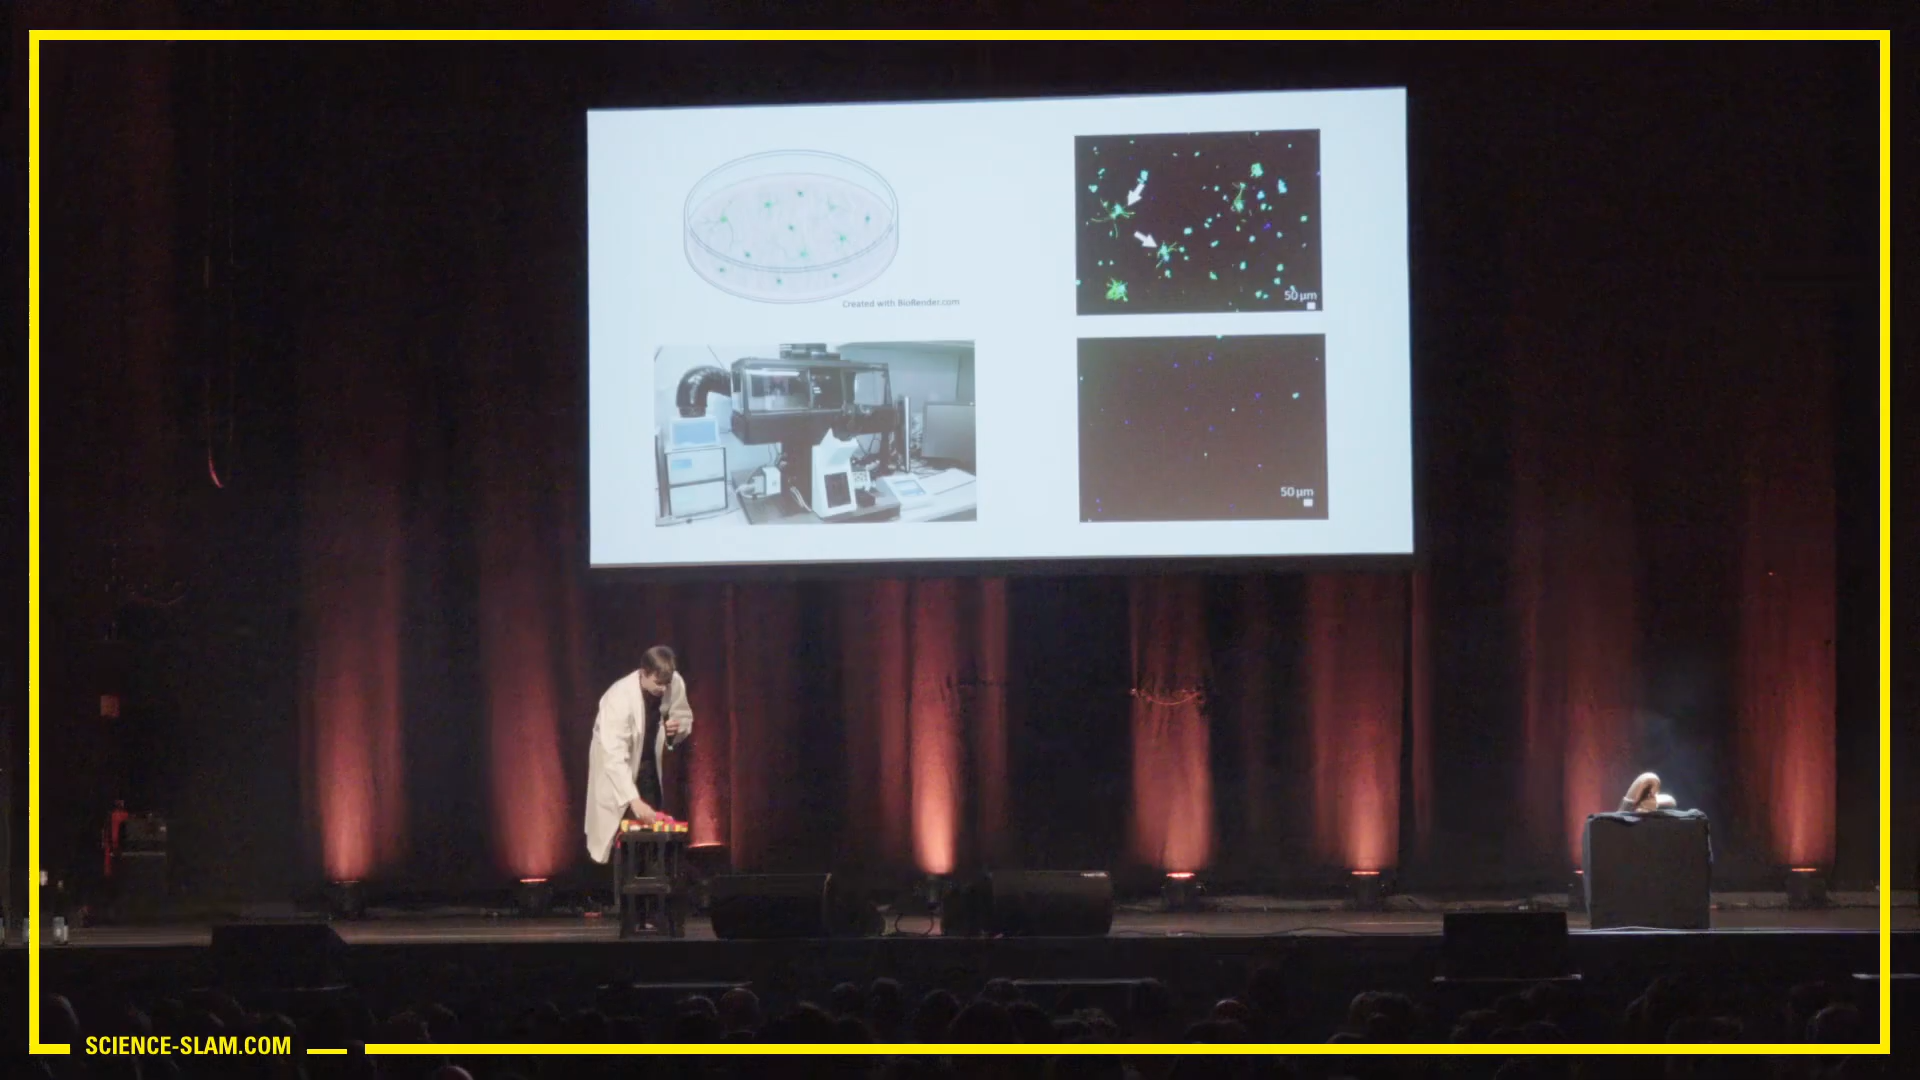 Created with BioRender.com
50 µm
50 µm
SCIENCE-SLAM.COM